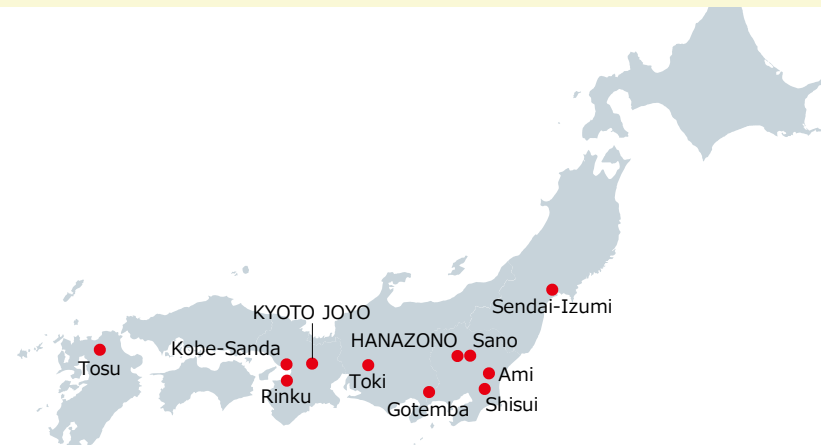 Sendai-Izumi
KYOTO JOYO
HANAZONO
Sano
Kobe-Sanda
Tosu
Toki
Ami
Rinku
Gotemba
Shisui